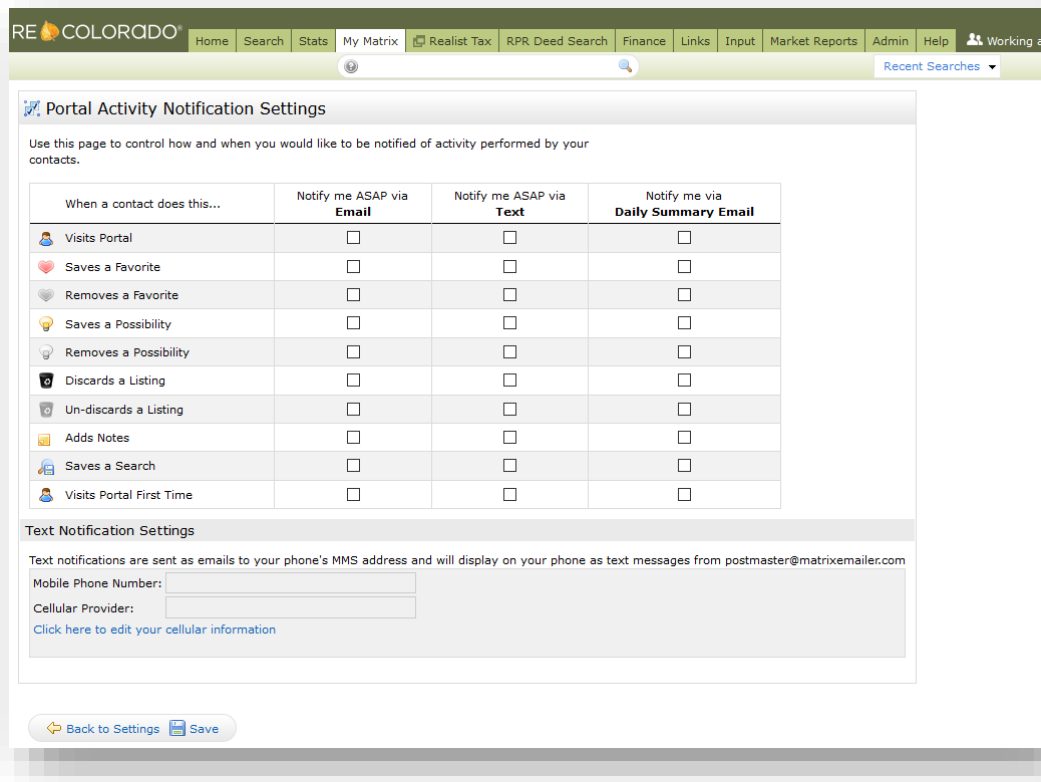 RECOLORADO®
Home Search Stats My Matrix Realist Tax RPR Deed Search Finance Links Input Market Reports Admin Help Working a
Recent Searches
Portal Activity Notification Settings
Use this page to control how and when you would like to be notified of activity performed by your
contacts.
When a contact does this...
Notify me ASAP via
Email
Notify me ASAP via
Text
Notify me via
Daily Summary Email
Visits Portal
Saves a Favorite
Removes a Favorite
Saves a Possibility
Removes a Possibility
Discards a Listing
Un-discards a Listing
Adds Notes
Saves a Search
Visits Portal First Time
Text Notification Settings
Text notifications are sent as emails to your phone's MMS address and will display on your phone as text messages from postmaster@matrixemailer.com
Mobile Phone Number:
Cellular Provider:
Click here to edit your cellular information
Back to Settings Save